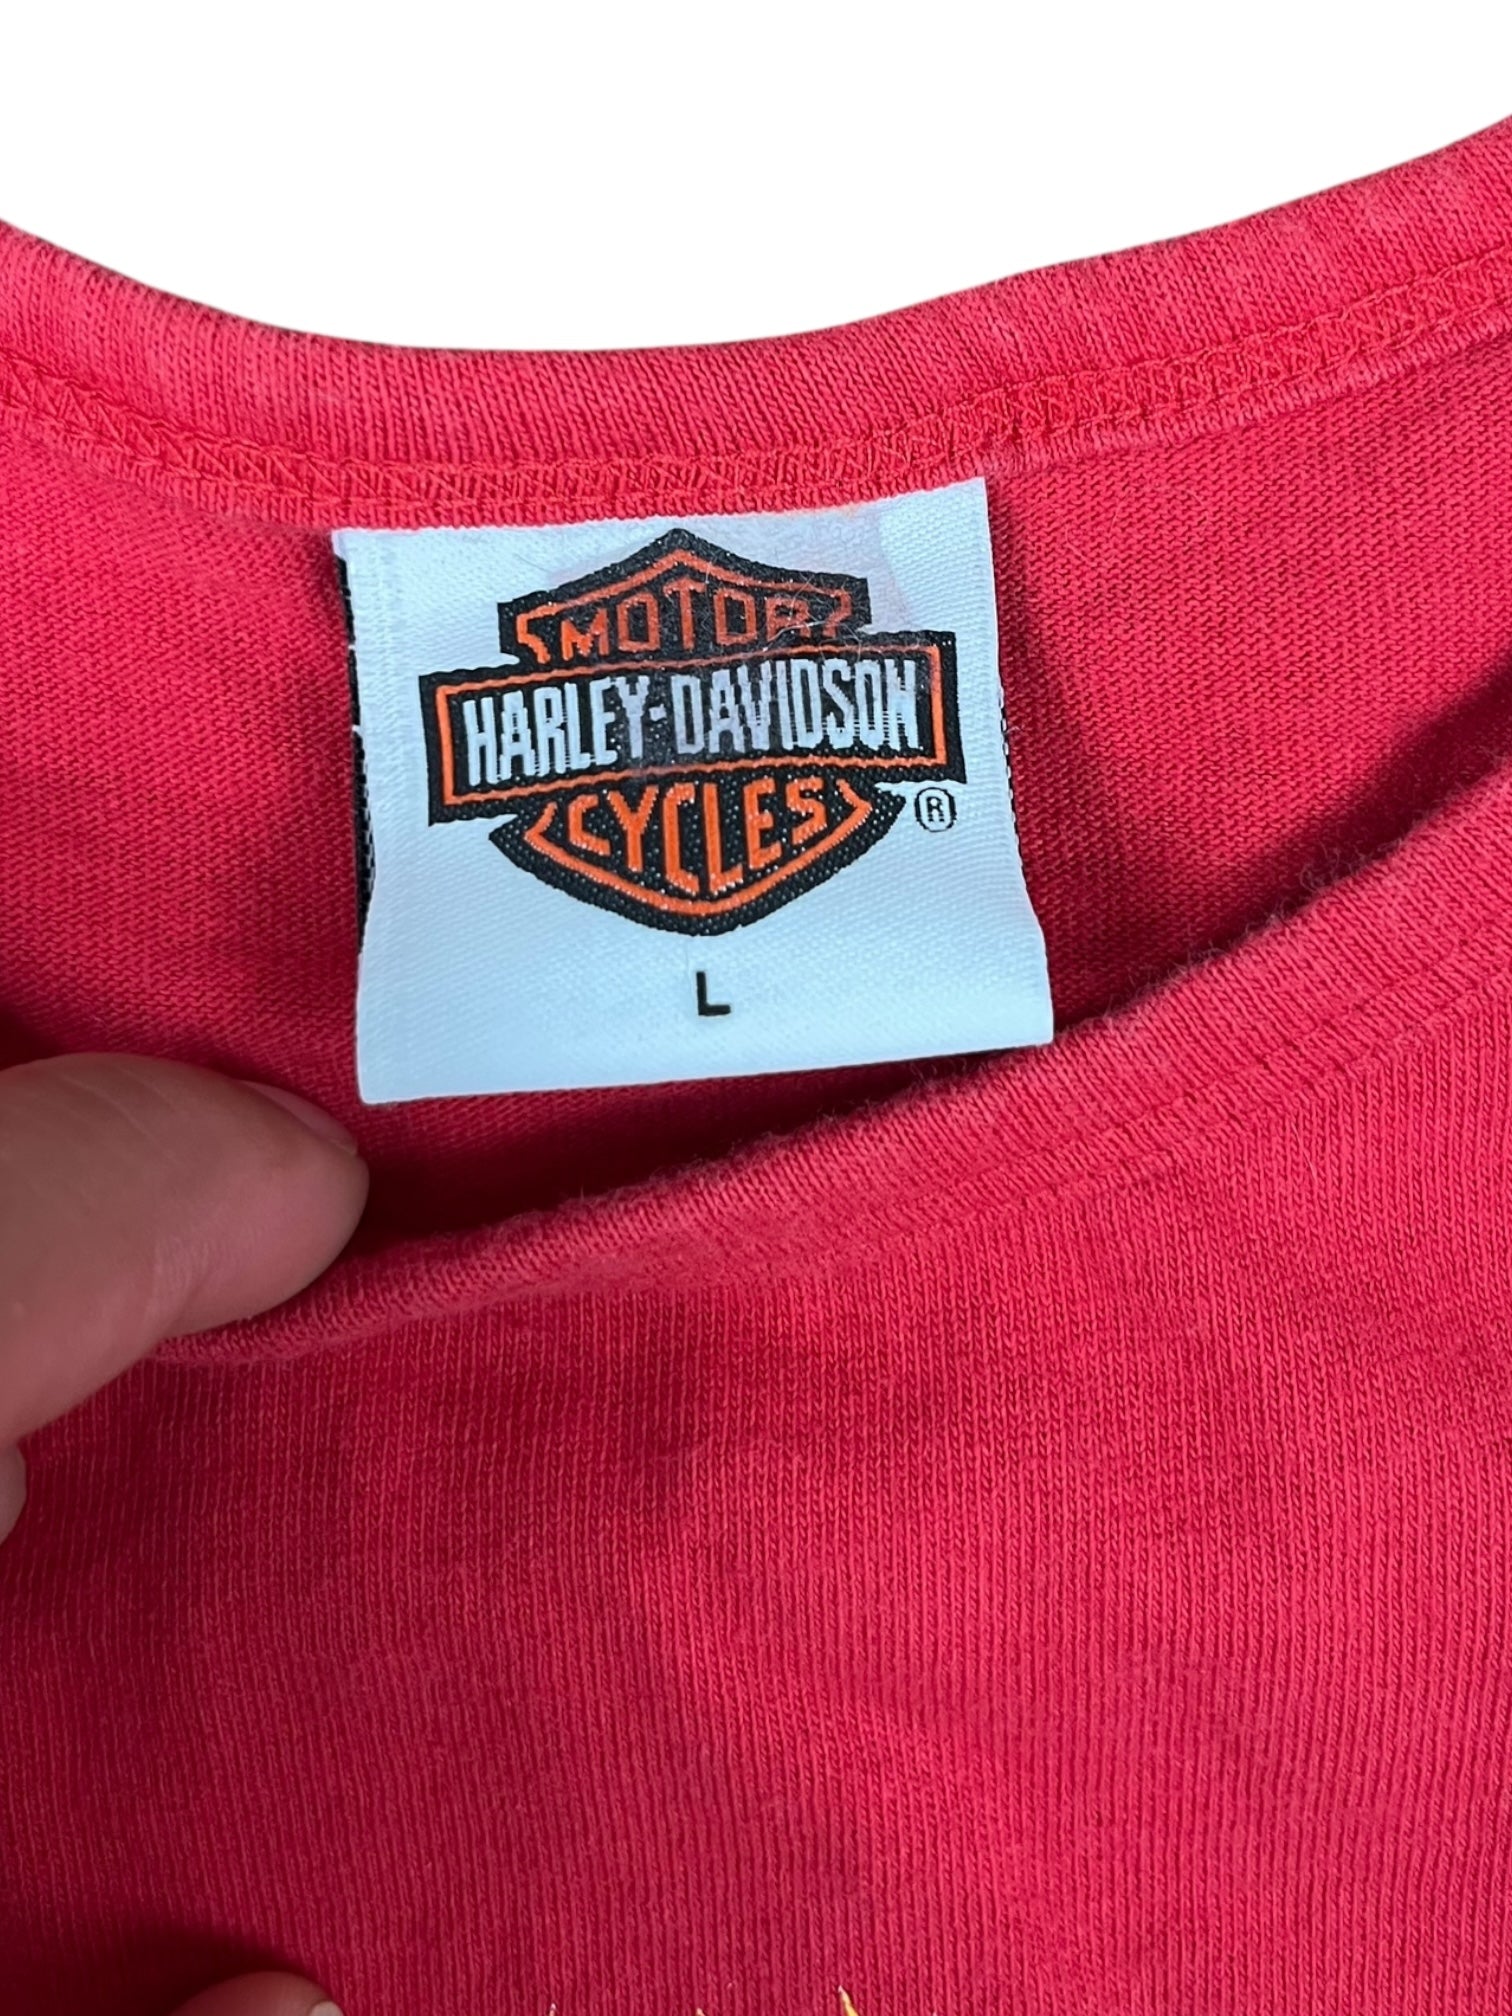 MOTOR
HARLEY-DAVIDSON
CYCLES
®
L